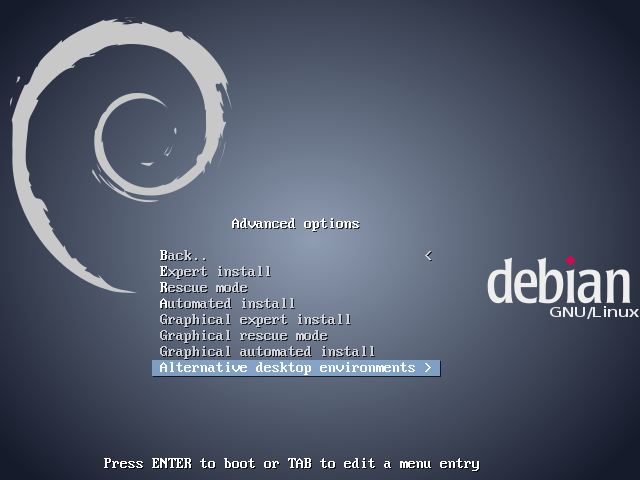 Advanced options
Back.. <
Expert install
Rescue mode
Automated install
Graphical expert install
Graphical rescue mode
Graphical automated install
Alternative desktop environments >
debian
GNU/Linux
Press ENTER to boot or TAB to edit a menu entry